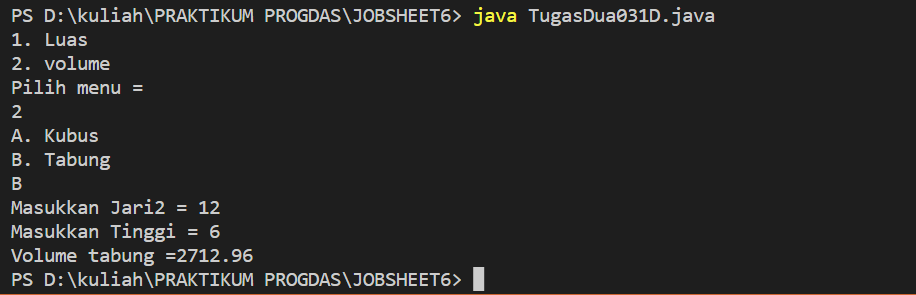 PS D:\kuliah\PRAKTIKUM PROGDAS\JOBSHEET6> java TugasDua031D.java
1. Luas
2. volume
Pilih menu =
2
A. Kubus
B. Tabung
B
Masukkan Jari2 = 12
Masukkan Tinggi = 6
Volume tabung =2712.96
PS D:\kuliah\PRAKTIKUM PROGDAS\JOBSHEET6>